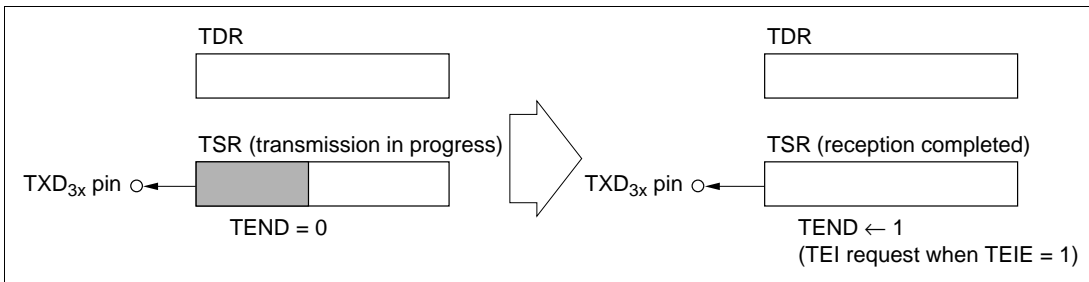 TDR
TSR (transmission in progress)
TXD3x pin
TEND = 0
TDR
TSR (reception completed)
TXD3x pin
TEND ← 1
(TEI request when TEIE = 1)